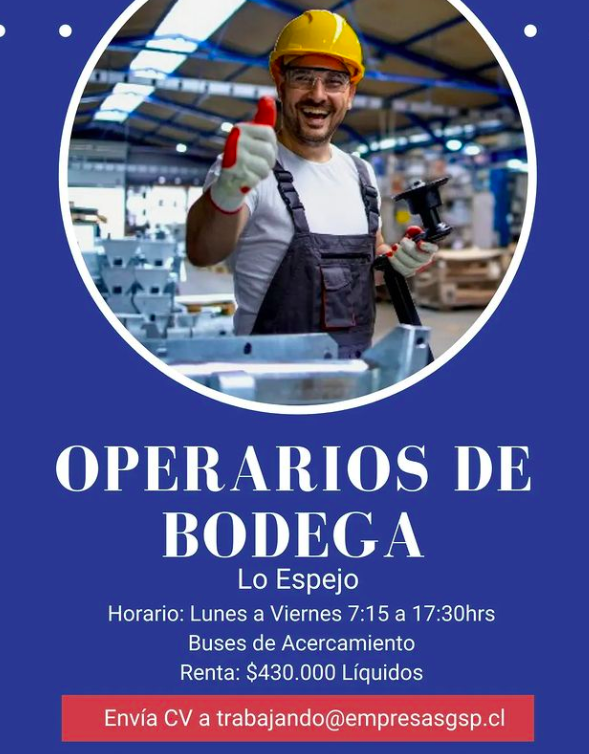 OPERARIOS DE
BODEGA
Lo Espejo
Horario: Lunes a Viernes 7:15 a 17:30hrs
Buses de Acercamiento
Renta: $430.000 Líquidos
Envía CV a trabajando@empresasgsp.cl